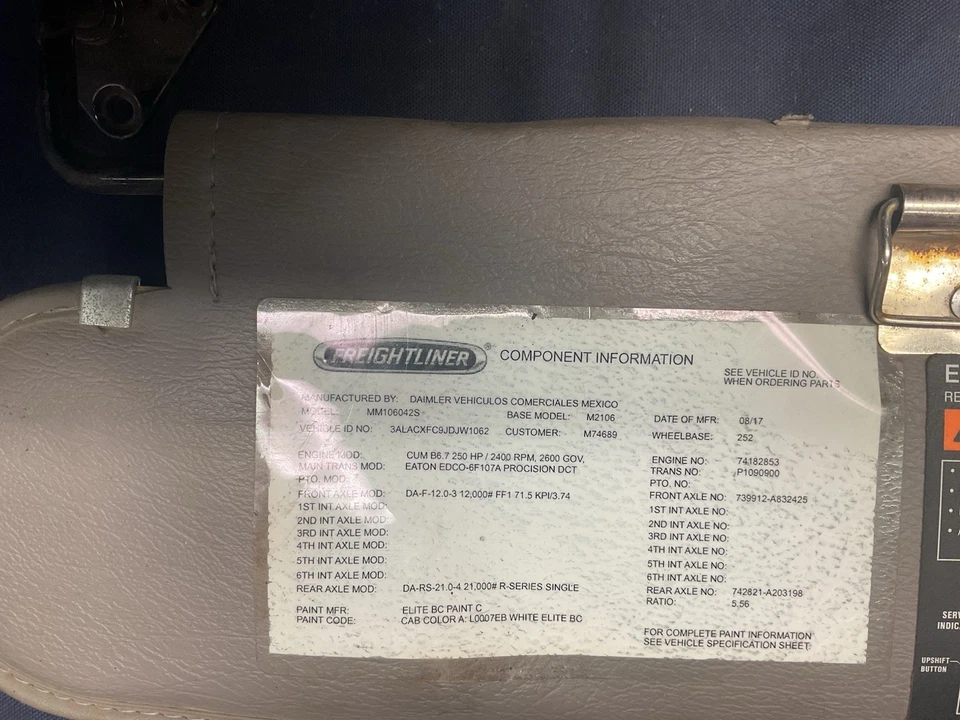 FREIGHTLINER® COMPONENT INFORMATION
SEE VEHICLE ID NO.
WHEN ORDERING PARTS
MANUFACTURED BY: DAIMLER VEHICULOS COMERCIALES MEXICO
MODEL: MM106042S BASE MODEL: M2106 DATE OF MFR: 08/17
VEHICLE ID NO: 3ALACXFC9JDJW1062 CUSTOMER: M74689 WHEELBASE: 252
ENGINE MOD: CUM B6.7 250 HP / 2400 RPM, 2600 GOV, ENGINE NO: 74182853
MAIN TRANS MOD: EATON EDCO-6F107A PROCISION DCT TRANS NO: P1090900
PTO. MOD: PTO. NO:
FRONT AXLE MOD: DA-F-12.0-3 12,000# FF1 71.5 KPI/3.74 FRONT AXLE NO: 739912-A832425
1ST INT AXLE MOD: 1ST INT AXLE NO:
2ND INT AXLE MOD: 2ND INT AXLE NO:
3RD INT AXLE MOD: 3RD INT AXLE NO:
4TH INT AXLE MOD: 4TH INT AXLE NO:
5TH INT AXLE MOD: 5TH INT AXLE NO:
6TH INT AXLE MOD: 6TH INT AXLE NO:
REAR AXLE MOD: DA-RS-21.0-4 21,000# R-SERIES SINGLE REAR AXLE NO: 742821-A203198
RATIO: 5.56
PAINT MFR: ELITE BC PAINT C
PAINT CODE: CAB COLOR A: L0007EB WHITE ELITE BC
FOR COMPLETE PAINT INFORMATION
SEE VEHICLE SPECIFICATION SHEET.
UPSHIFT
BUTTON